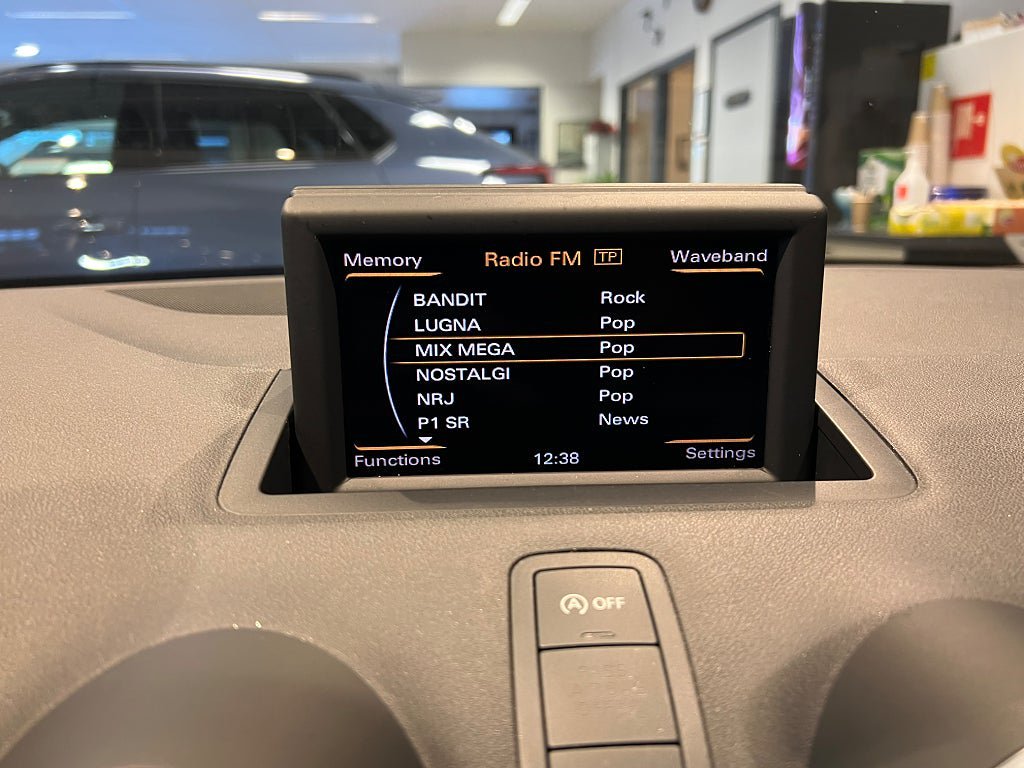 Memory Radio FM TP Waveband
BANDIT Rock
LUGNA Pop
MIX MEGA Pop
NOSTALGI Pop
NRJ Pop
P1 SR News
Functions 12:38 Settings
A OFF